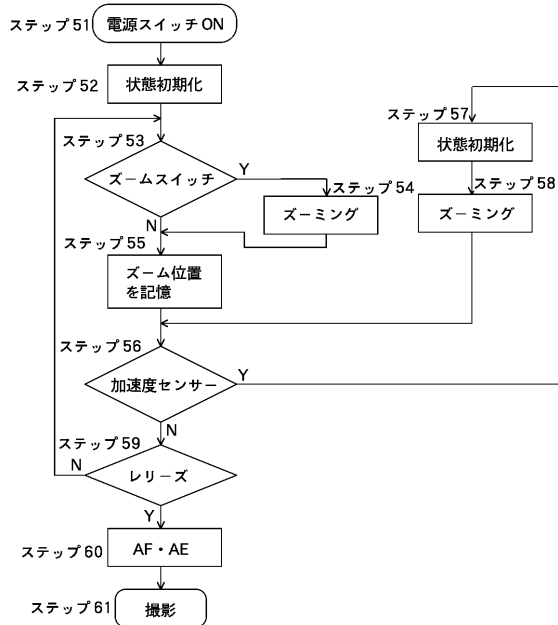 ステップ51
電源スイッチON
ステップ52
状態初期化
ステップ53
ズームスイッチ
Y
N
ステップ54
ズーミング
ステップ55
ズーム位置
を記憶
ステップ56
加速度センサー
Y
N
ステップ57
状態初期化
ステップ58
ズーミング
ステップ59
レリーズ
N
Y
ステップ60
AF・AE
ステップ61
撮影